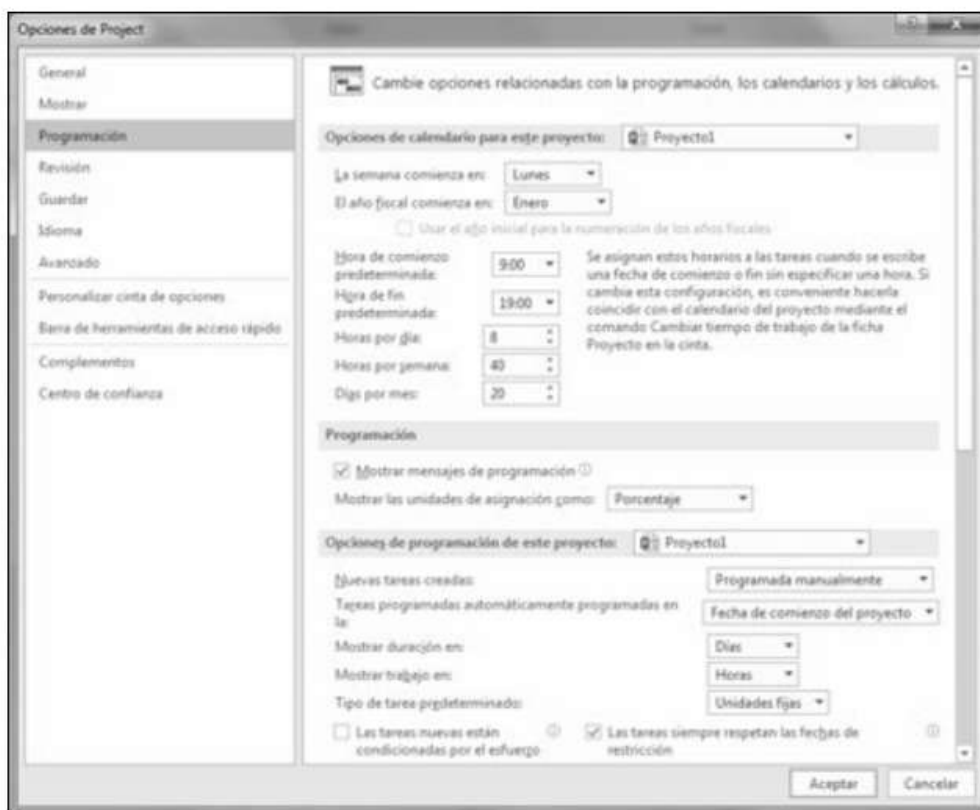 Opciones de Project
General
Mostrar
Programación
Revisión
Guardar
Idioma
Avanzado
Personalizar cinta de opciones
Barra de herramientas de acceso rápido
Complementos
Centro de confianza
Cambie opciones relacionadas con la programación, los calendarios y los cálculos.
Opciones de calendario para este proyecto: Proyecto1
La semana comienza en: Lunes
El año fiscal comienza en: Enero
Usar el año inicial para la numeración de los años fiscales
Hora de comienzo
predeterminada: 9:00
Hora de fin
predeterminada: 19:00
Horas por día: 8
Horas por semana: 40
Días por mes: 20
Se asignan estos horarios a las tareas cuando se escribe
una fecha de comienzo o fin sin especificar una hora. Si
cambia esta configuración, es conveniente hacerla
coincidir con el calendario del proyecto mediante el
comando Cambiar tiempo de trabajo de la ficha
Proyecto en la cinta.
Programación
Mostrar mensajes de programación
Mostrar las unidades de asignación como: Porcentaje
Opciones de programación de este proyecto: Proyecto1
Nuevas tareas creadas: Programada manualmente
Tareas programadas automáticamente programadas en
la: Fecha de comienzo del proyecto
Mostrar duración en: Días
Mostrar trabajo en: Horas
Tipo de tarea predeterminado: Unidades fijas
Las tareas nuevas están
condicionadas por el esfuerzo
Las tareas siempre respetan las fechas de
restricción
Aceptar Cancelar